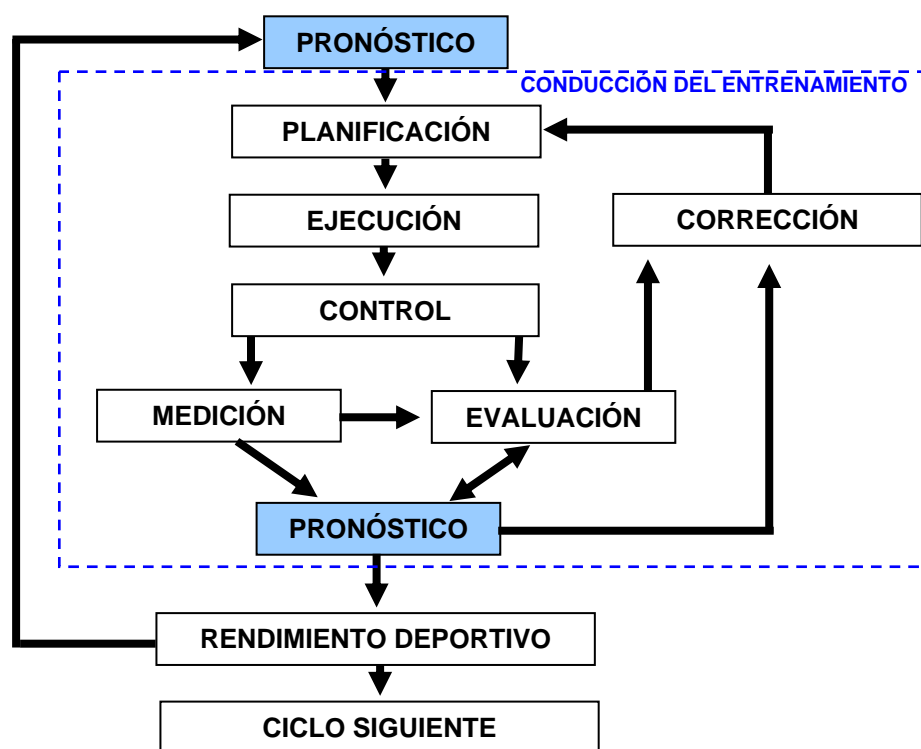 PRONÓSTICO
CONDUCCIÓN DEL ENTRENAMIENTO
PLANIFICACIÓN
EJECUCIÓN
CORRECCIÓN
CONTROL
MEDICIÓN
EVALUACIÓN
PRONÓSTICO
RENDIMIENTO DEPORTIVO
CICLO SIGUIENTE